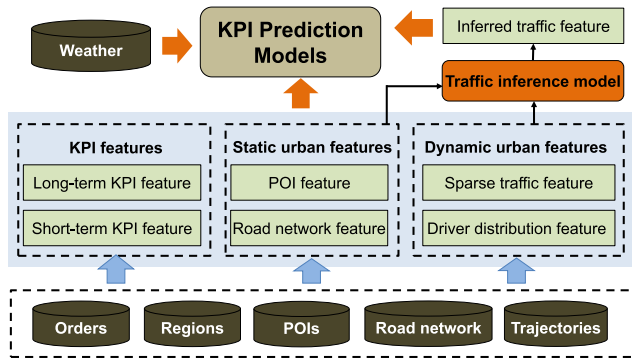 Weather
KPI Prediction
Models
Inferred traffic feature
Traffic inference model
KPI features
Long-term KPI feature
Short-term KPI feature
Static urban features
POI feature
Road network feature
Dynamic urban features
Sparse traffic feature
Driver distribution feature
Orders
Regions
POIs
Road network
Trajectories